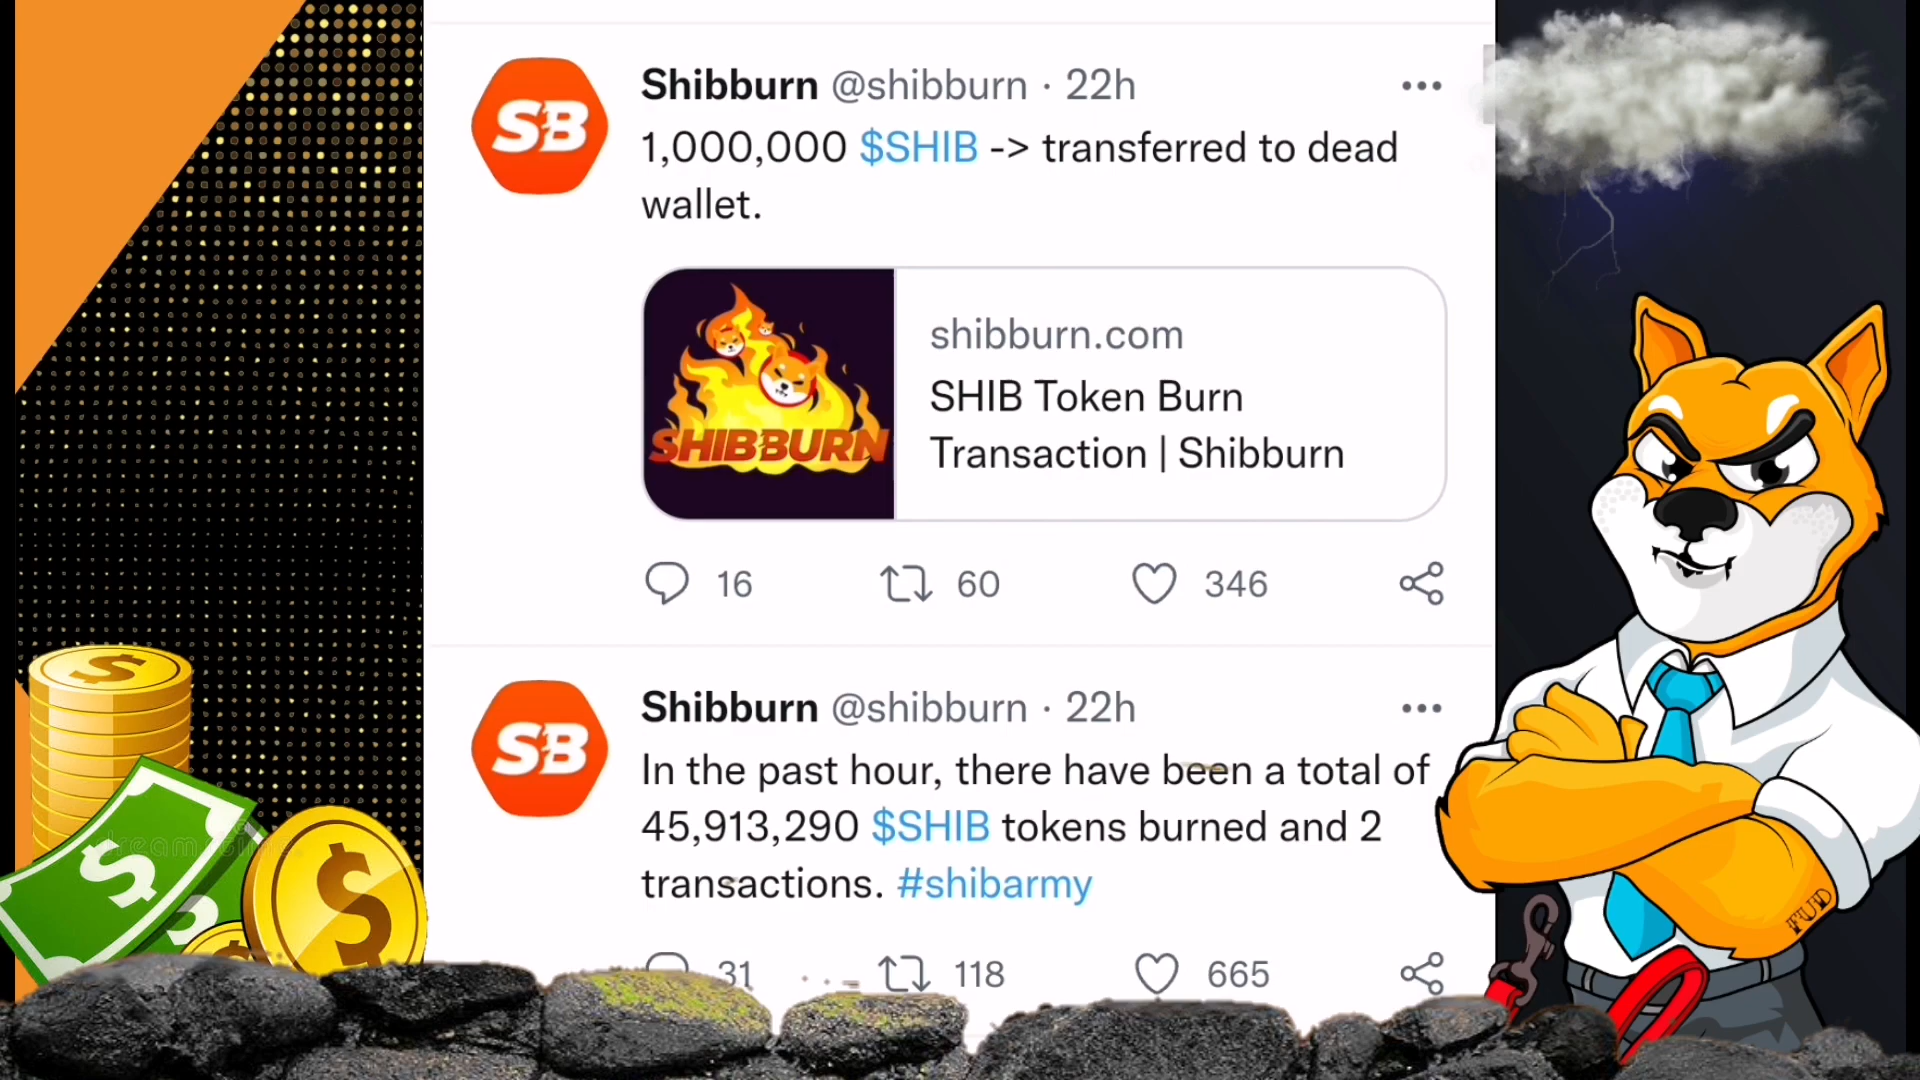 SB
Shibburn @shibburn · 22h
1,000,000 $SHIB -> transferred to dead
wallet.
SHIBBURN
shibburn.com
SHIB Token Burn
Transaction | Shibburn
16 60 346
SB
Shibburn @shibburn · 22h
In the past hour, there have been a total of
45,913,290 $SHIB tokens burned and 2
transactions. #shibarmy
31 118 665
FUD